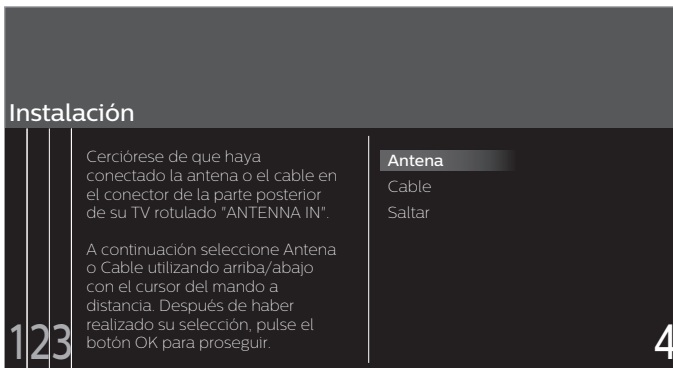 Instalación
Cerciórese de que haya
conectado la antena o el cable en
el conector de la parte posterior
de su TV rotulado "ANTENNA IN".
A continuación seleccione Antena
o Cable utilizando arriba/abajo
con el cursor del mando a
distancia. Después de haber
realizado su selección, pulse el
botón OK para proseguir.
Antena
Cable
Saltar
123
4